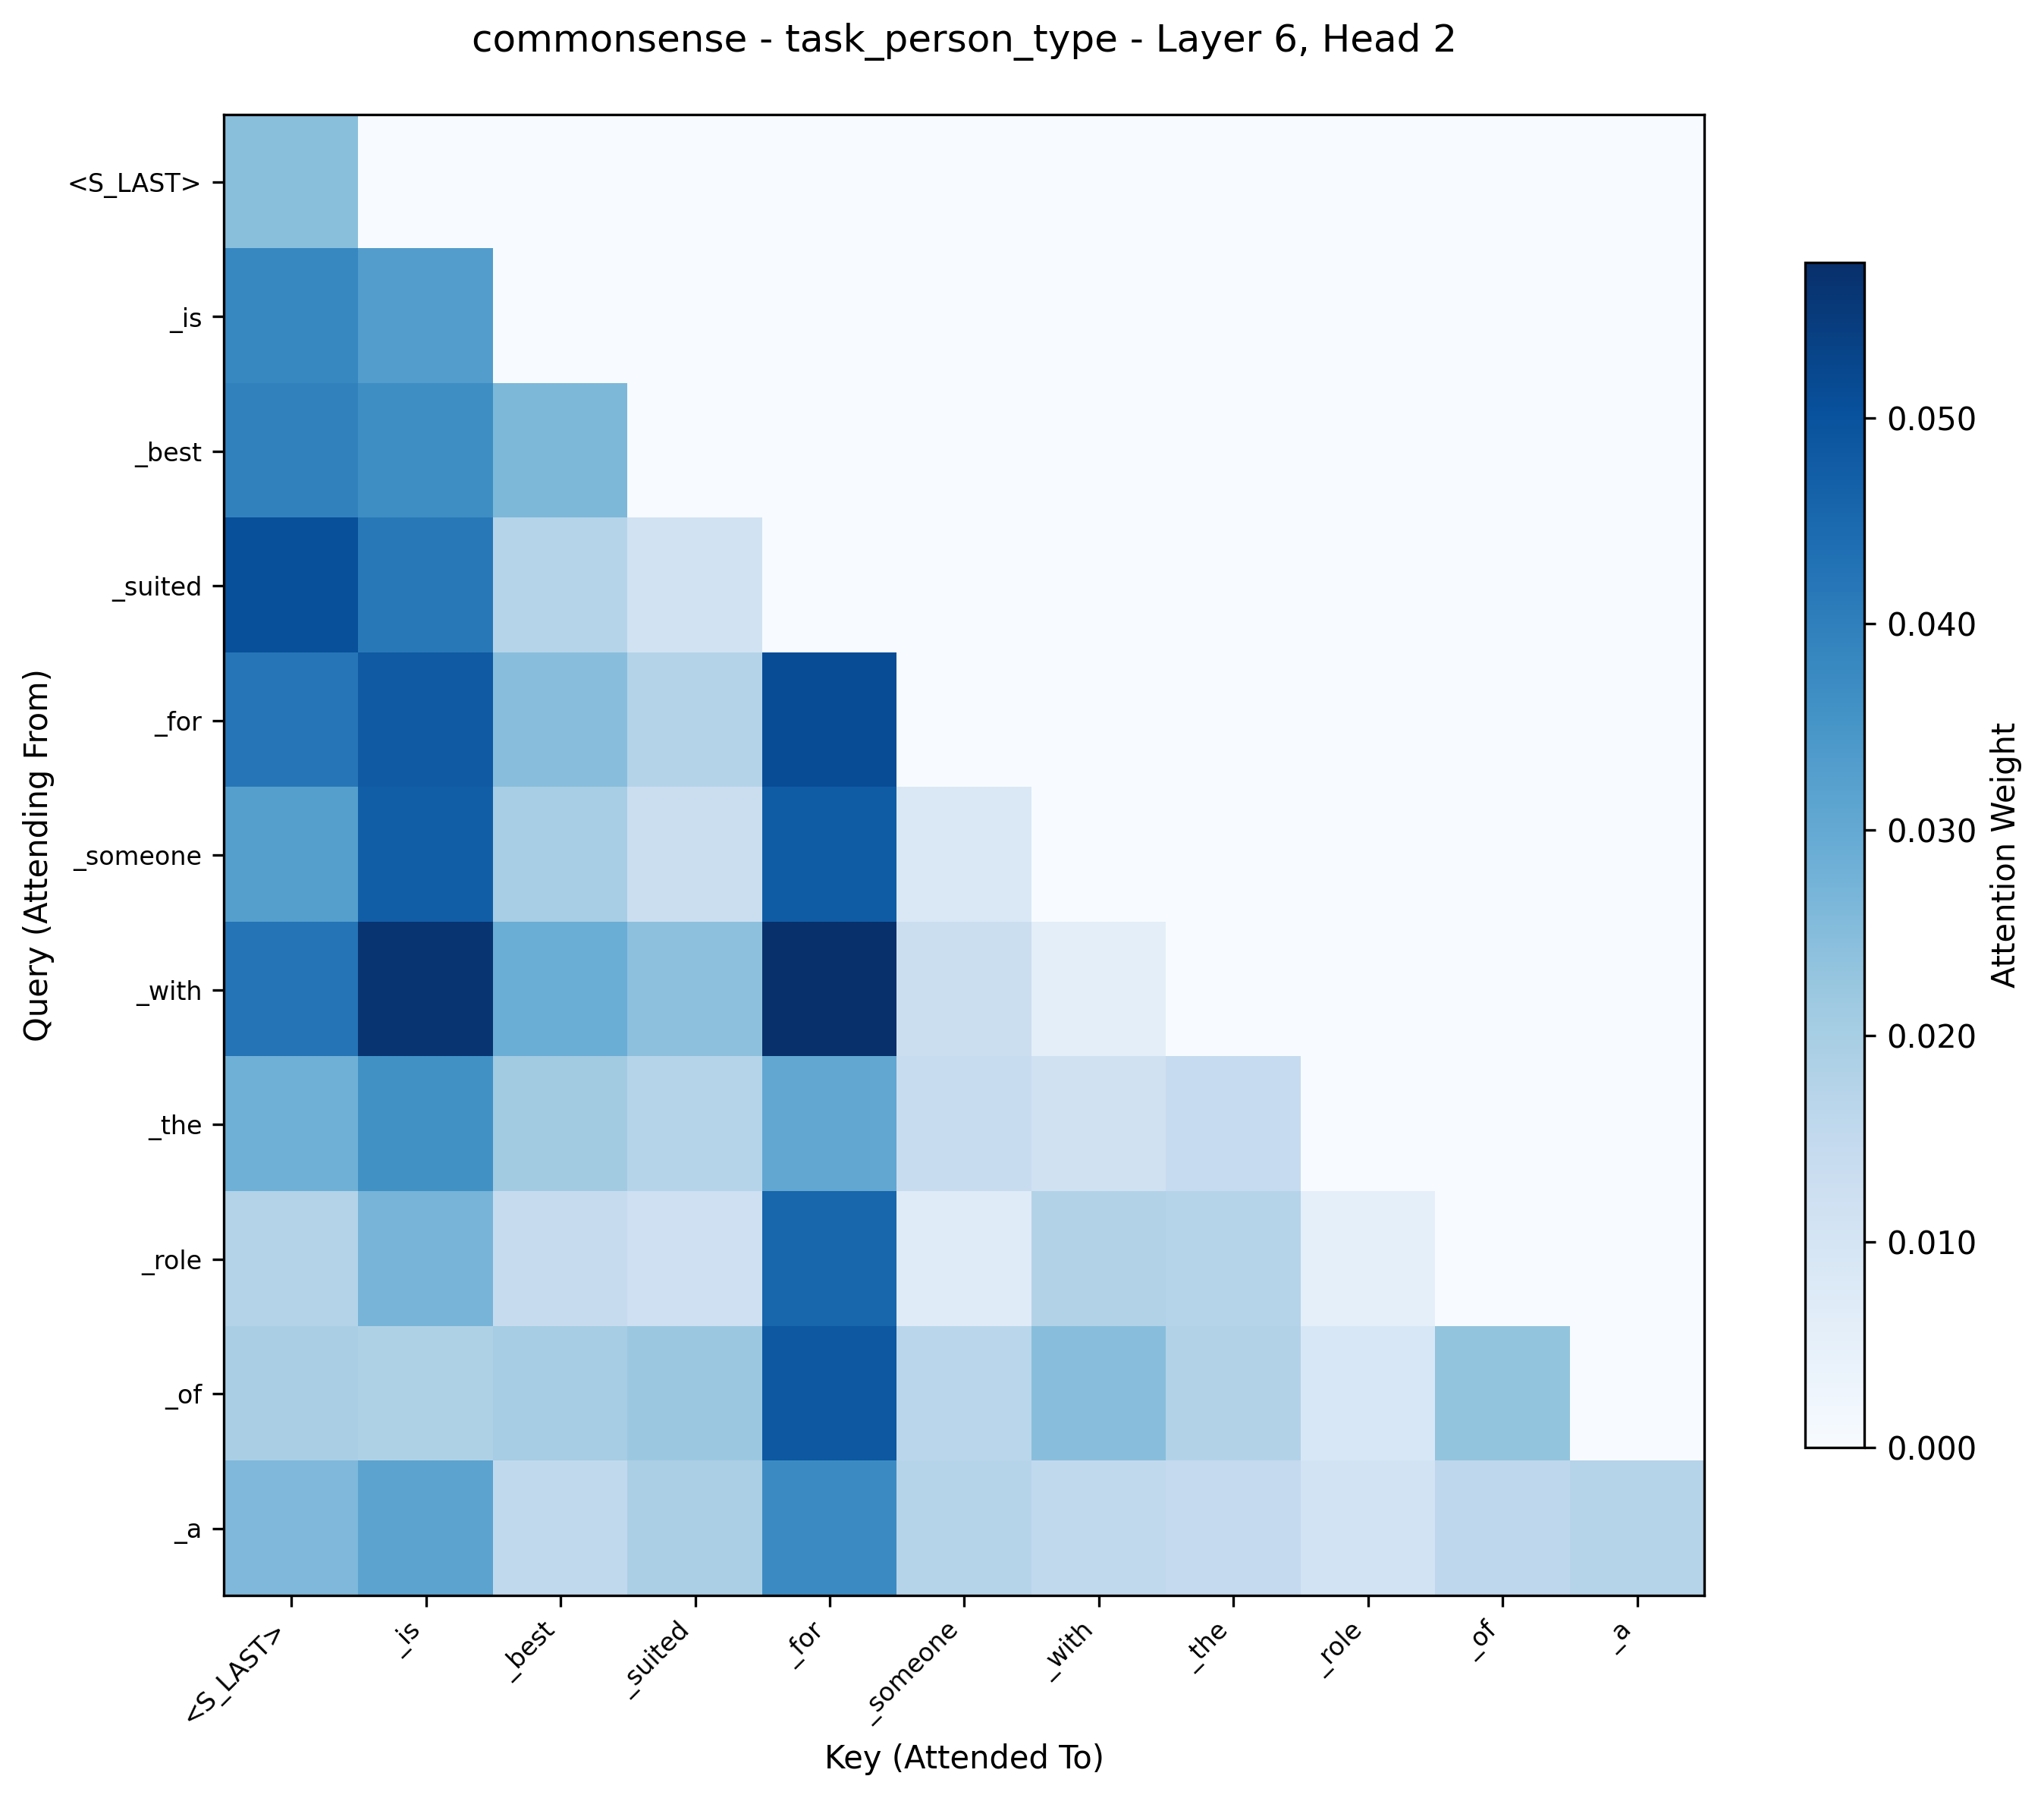 commonsense - task_person_type - Layer 6, Head 2
Query (Attending From)
<S_LAST>
_is
_best
_suited
_for
_someone
_with
_the
_role
_of
_a
<S_LAST>
_is
_best
_suited
_for
_someone
_with
_the
_role
_of
_a
Key (Attended To)
0.050
0.040
0.030
0.020
0.010
0.000
Attention Weight